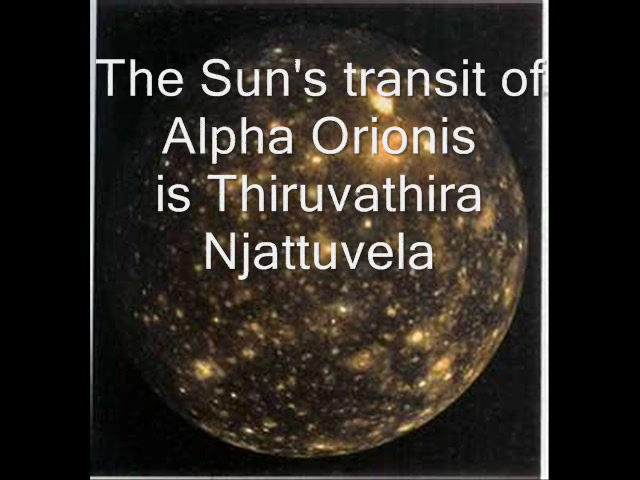 The Sun's transit of
Alpha Orionis
is Thiruvathira
Njattuvela